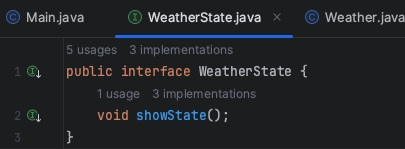 Main.java WeatherState.java Weather.java
5 usages 3 implementations
1 public interface WeatherState {
1 usage 3 implementations
2 void showState();
3 }